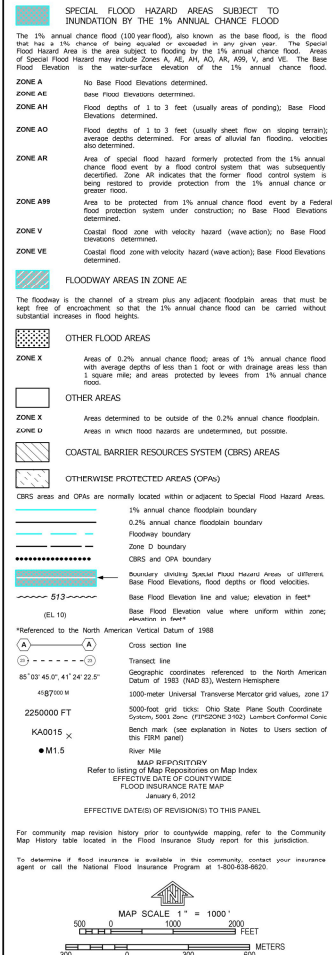 SPECIAL FLOOD HAZARD AREAS SUBJECT TO
INUNDATION BY THE 1% ANNUAL CHANCE FLOOD
The 1% annual chance flood (100 year flood), also known as the base flood, is the flood
that has a 1% chance of being equaled or exceeded in any given year. The Special
Flood Hazard Area is the area subject to flooding by the 1% annual chance flood. Areas
of Special Flood Hazard may include Zones A, AE, AH, AO, AR, A99, V, and VE. The Base
Flood Elevation is the water-surface elevation of the 1% annual chance flood.
ZONE A No Base Flood Elevations determined.
ZONE AE Base Flood Elevations determined.
ZONE AH Flood depths of 1 to 3 feet (usually areas of ponding); Base Flood
Elevations determined.
ZONE AO Flood depths of 1 to 3 feet (usually sheet flow on sloping terrain);
average depths determined. For areas of alluvial fan flooding, velocities
also determined.
ZONE AR Area of special flood hazard formerly protected from the 1% annual
chance flood event by a flood control system that was subsequently
decertified. Zone AR indicates that the former flood control system is
being restored to provide protection from the 1% annual chance or
greater flood.
ZONE A99 Area to be protected from 1% annual chance flood event by a Federal
flood protection system under construction; no Base Flood Elevations
determined.
ZONE V Coastal flood zone with velocity hazard (wave action); no Base Flood
Elevations determined.
ZONE VE Coastal flood zone with velocity hazard (wave action); Base Flood Elevations
determined.
FLOODWAY AREAS IN ZONE AE
The floodway is the channel of a stream plus any adjacent floodplain areas that must be
kept free of encroachment so that the 1% annual chance flood can be carried without
substantial increases in flood heights.
OTHER FLOOD AREAS
ZONE X Areas of 0.2% annual chance flood; areas of 1% annual chance flood
with average depths of less than 1 foot or with drainage areas less than
1 square mile; and areas protected by levees from 1% annual chance
flood.
OTHER AREAS
ZONE X Areas determined to be outside of the 0.2% annual chance floodplain.
ZONE D Areas in which flood hazards are undetermined, but possible.
COASTAL BARRIER RESOURCES SYSTEM (CBRS) AREAS
OTHERWISE PROTECTED AREAS (OPAs)
CBRS areas and OPAs are normally located within or adjacent to Special Flood Hazard Areas.
1% annual chance floodplain boundary
0.2% annual chance floodplain boundary
Floodway boundary
Zone D boundary
CBRS and OPA boundary
Boundary dividing Special Flood Hazard Areas of different
Base Flood Elevations, flood depths or flood velocities.
513 Base Flood Elevation line and value; elevation in feet*
(EL 10) Base Flood Elevation value where uniform within zone;
elevation in feet*
*Referenced to the North American Vertical Datum of 1988
A A Cross section line
23 23 Transect line
85°03' 45.0", 41° 24' 22.5" Geographic coordinates referenced to the North American
Datum of 1983 (NAD 83), Western Hemisphere
4587000 M 1000-meter Universal Transverse Mercator grid values, zone 17
2250000 FT 5000-foot grid ticks: Ohio State Plane South Coordinate
System, 5001 Zone (FIPSZONE 3402) Lambert Conformal Conic
KA0015 X Bench mark (see explanation in Notes to Users section of
this FIRM panel)
M1.5 River Mile
MAP REPOSITORY
Refer to listing of Map Repositories on Map Index
EFFECTIVE DATE OF COUNTYWIDE
FLOOD INSURANCE RATE MAP
January 6, 2012
EFFECTIVE DATE(S) OF REVISION(S) TO THIS PANEL
For community map revision history prior to countywide mapping, refer to the Community
Map History table located in the Flood Insurance Study report for this jurisdiction.
To determine if flood insurance is available in this community, contact your insurance
agent or call the National Flood Insurance Program at 1-800-638-6620.
N
MAP SCALE 1" = 1000'
500 0 1000 2000
FEET
METERS
300 0 300 600